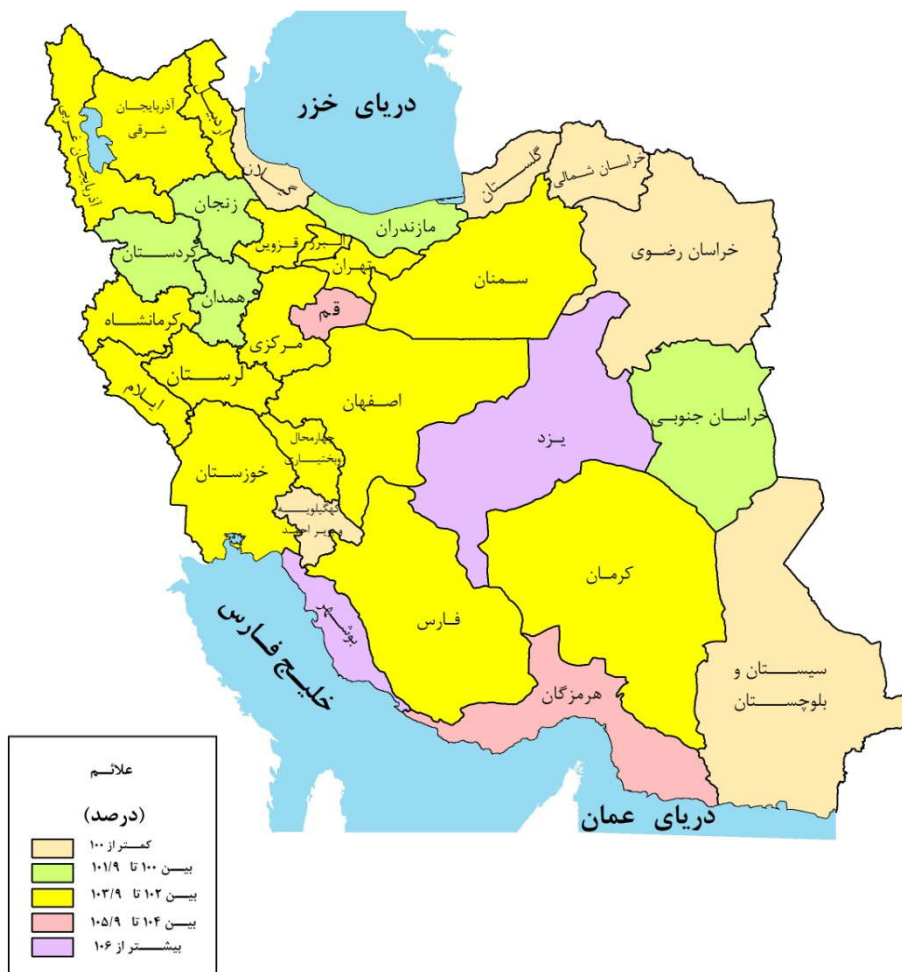 دریای خزر
آذربایجان
شرقی
اردبیل
آذربایجان غربی
گیلان
گلستان
خراسان شمالی
زنجان
مازندران
خراسان رضوی
کردستان
قزوین
البرز
تهران
سمنان
همدان
کرمانشاه
قم
مرکزی
لرستان
ایلام
اصفهان
خراسان جنوبی
یزد
چهارمحال
وبختیاری
خوزستان
کهگیلویه
و بویر احمد
کرمان
فارس
بوشهر
خلیج فارس
سیستان و
بلوچستان
هرمزگان
دریای عمان
علائم
(درصد)
کمتر از ۱۰۰
بین ۱۰۰ تا ۱۰۱/۹
بین ۱۰۲ تا ۱۰۳/۹
بین ۱۰۴ تا ۱۰۵/۹
بیشتر از ۱۰۶